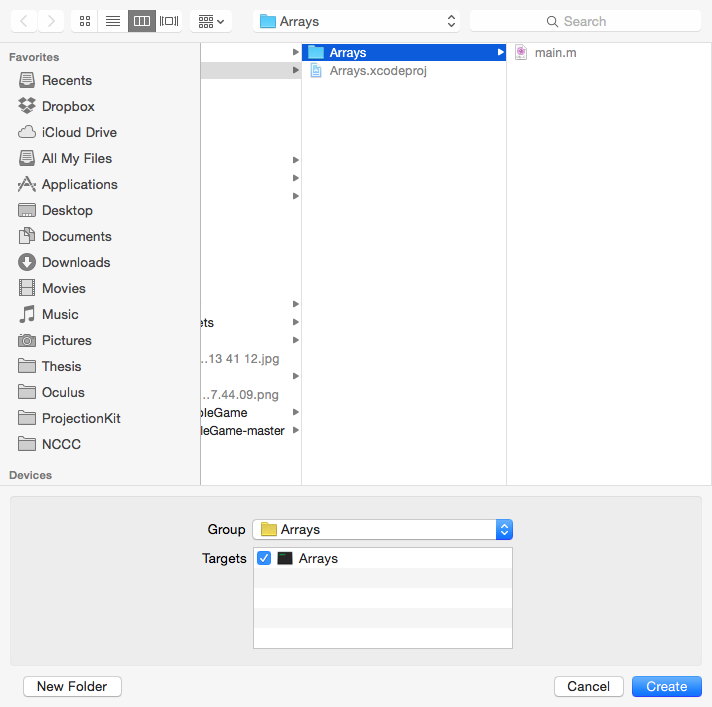 Arrays
Search
Favorites
Recents
Dropbox
iCloud Drive
All My Files
Applications
Desktop
Documents
Downloads
Movies
Music
Pictures
Thesis
Oculus
ProjectionKit
NCCC
Devices
ets
...13 41 12.jpg
...7.44.09.png
bleGame
leGame-master
Arrays
Arrays.xcodeproj
main.m
Group Arrays
Targets Arrays
New Folder
Cancel
Create